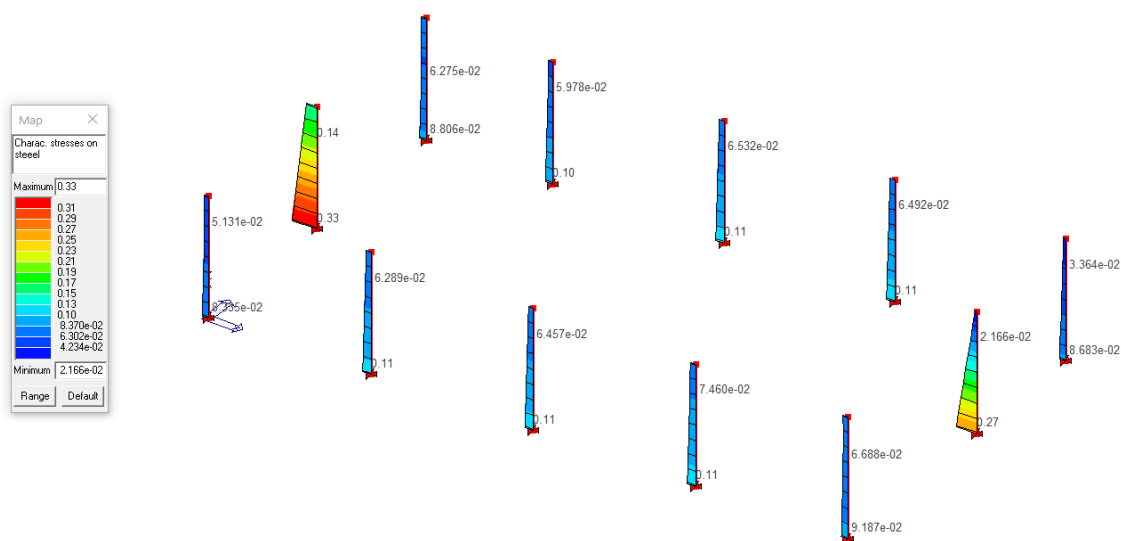 Map
Charac. stresses on
steeel
Maximum 0.33
0.31
0.29
0.27
0.25
0.23
0.21
0.19
0.17
0.15
0.13
0.10
8.370e-02
6.302e-02
4.234e-02
Minimum 2.166e-02
Range Default
6.275e-02
8.806e-02
5.978e-02
0.10
0.14
0.33
6.532e-02
0.11
6.492e-02
0.11
5.131e-02
8.335e-02
6.289e-02
0.11
3.364e-02
8.683e-02
6.457e-02
0.11
2.166e-02
0.27
7.460e-02
0.11
6.688e-02
9.187e-02